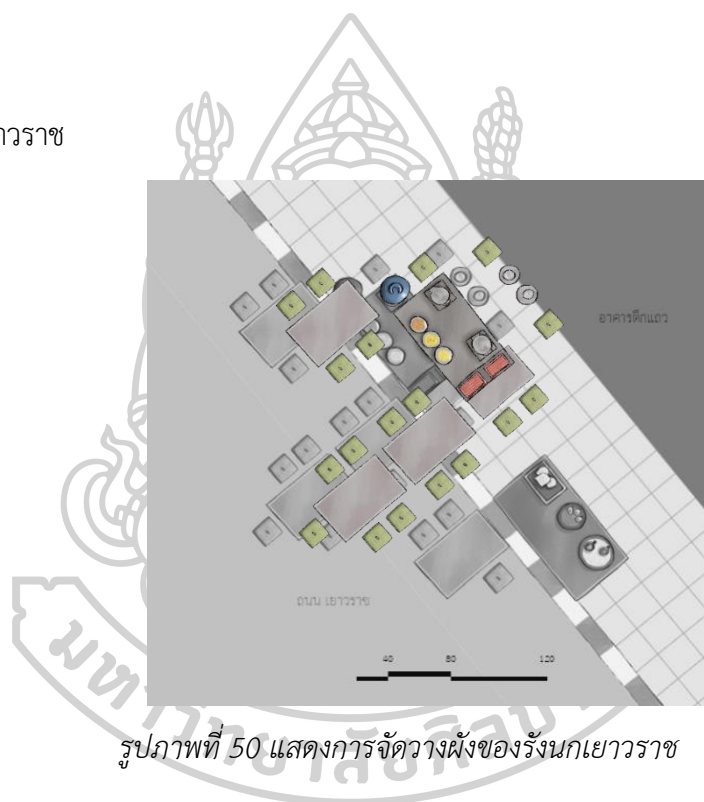 าวราช
อาคารตึกแถว
ถนน เยาวราช
40 80 120
รูปภาพที่ 50 แสดงการจัดวางผังของรังนกเยาวราช